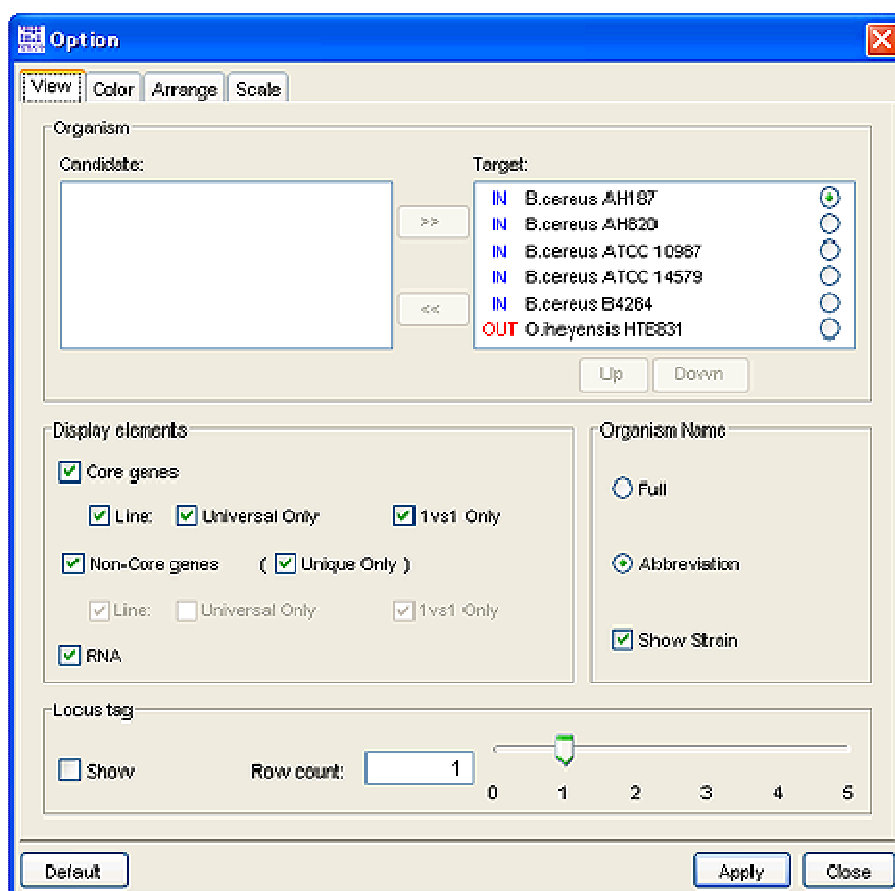 Option
View Color Arrange Scale
Organism
Candidate: Target:
>>
<<
IN B.cereus AH187
IN B.cereus AH820
IN B.cereus ATCC 10987
IN B.cereus ATCC 14579
IN B.cereus B4264
OUT O.iheyensis HTE831
Up Down
Display elements
Core genes
Line: Universal Only 1vs1 Only
Non-Core genes ( Unique Only )
Line: Universal Only 1vs1 Only
RNA
Organism Name
Full
Abbreviation
Show Strain
Locus tag
Show Row count: 1
0 1 2 3 4 5
Default Apply Close